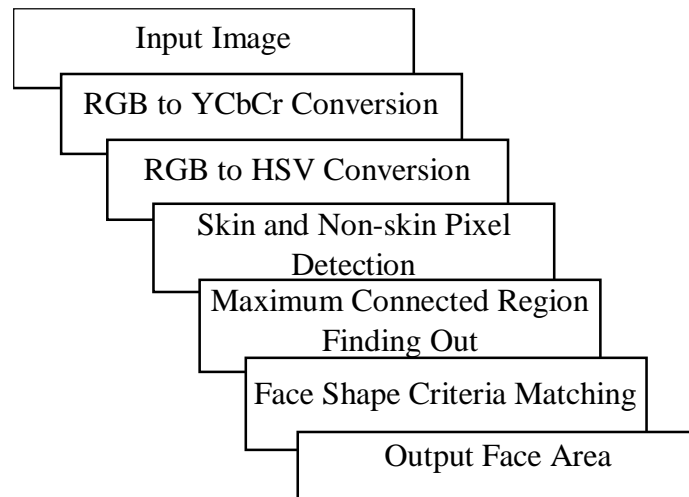 Input Image
RGB to YCbCr Conversion
RGB to HSV Conversion
Skin and Non-skin Pixel
Detection
Maximum Connected Region
Finding Out
Face Shape Criteria Matching
Output Face Area